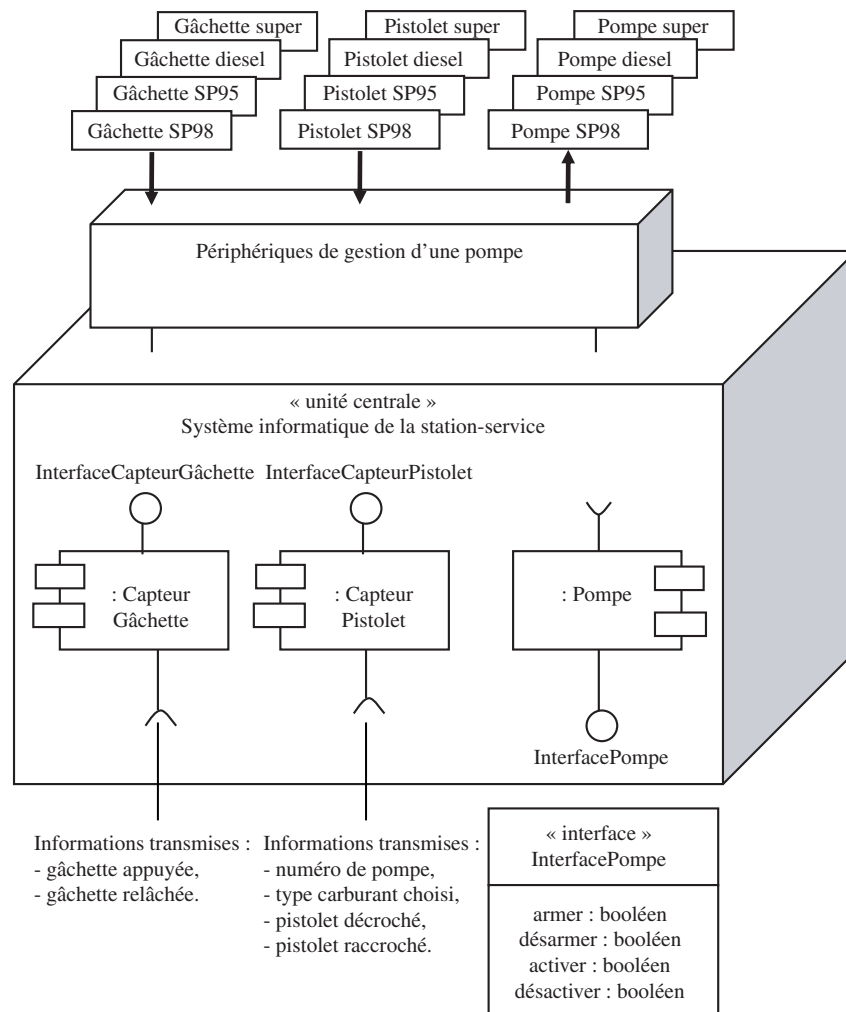 Gâchette super
Gâchette diesel
Gâchette SP95
Gâchette SP98
Pistolet super
Pistolet diesel
Pistolet SP95
Pistolet SP98
Pompe super
Pompe diesel
Pompe SP95
Pompe SP98
Périphériques de gestion d’une pompe
« unité centrale »
Système informatique de la station-service
InterfaceCapteurGâchette
InterfaceCapteurPistolet
: Capteur
Gâchette
: Capteur
Pistolet
: Pompe
InterfacePompe
Informations transmises :
- gâchette appuyée,
- gâchette relâchée.
Informations transmises :
- numéro de pompe,
- type carburant choisi,
- pistolet décroché,
- pistolet raccroché.
« interface »
InterfacePompe
armer : booléen
désarmer : booléen
activer : booléen
désactiver : booléen